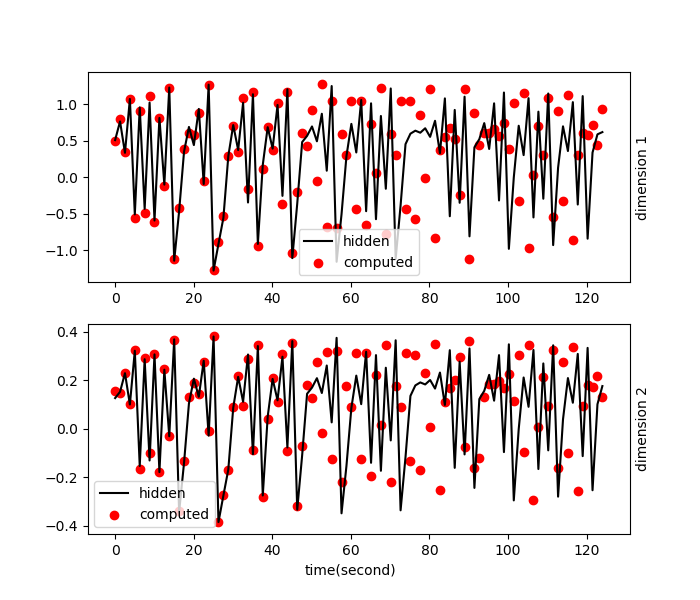 1.0
0.5
0.0
−0.5
−1.0
0 20 40 60 80 100 120
dimension 1
hidden
computed
0.4
0.2
0.0
−0.2
−0.4
0 20 40 60 80 100 120
dimension 2
hidden
computed
time(second)